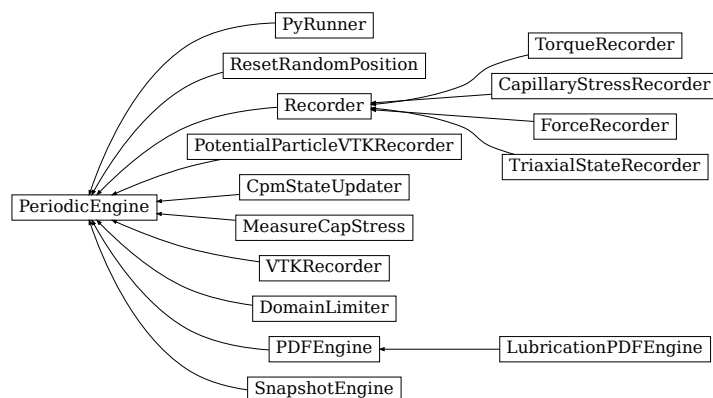 PyRunner
TorqueRecorder
ResetRandomPosition
CapillaryStressRecorder
Recorder
ForceRecorder
PotentialParticleVTKRecorder
TriaxialStateRecorder
CpmStateUpdater
PeriodicEngine
MeasureCapStress
VTKRecorder
DomainLimiter
PDFEngine
LubricationPDFEngine
SnapshotEngine